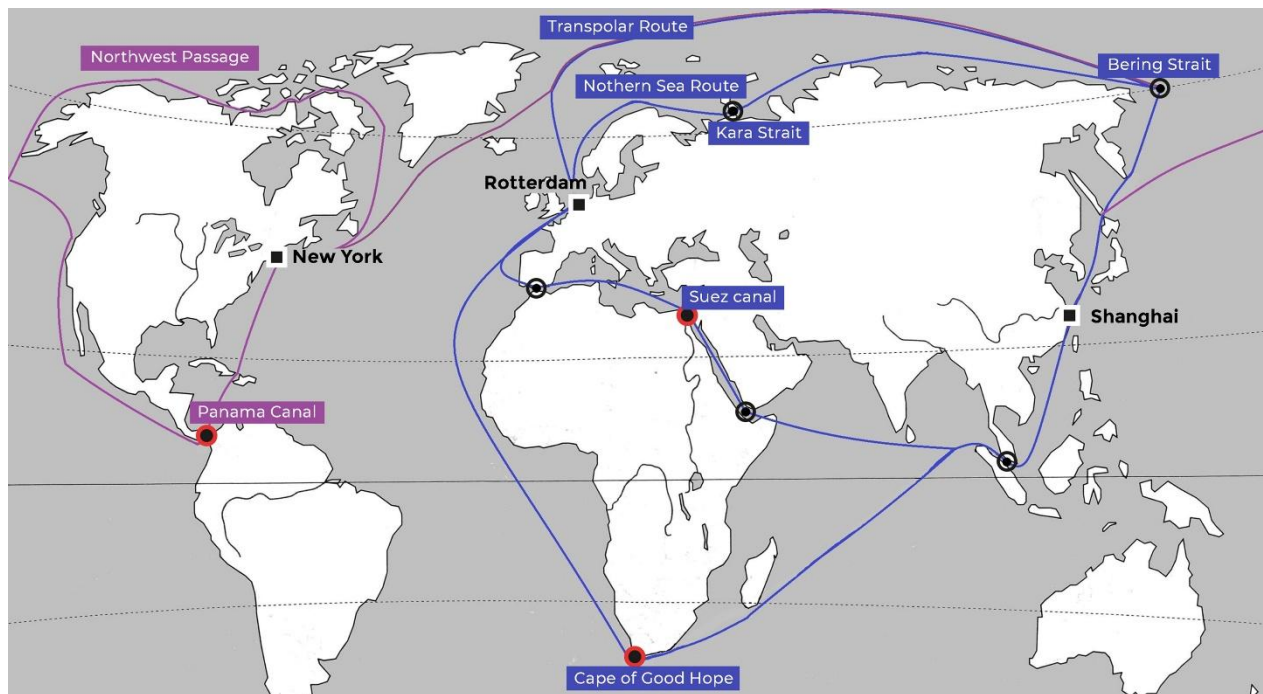 Transpolar Route
Northwest Passage
Bering Strait
Nothern Sea Route
Kara Strait
Rotterdam
New York
Suez canal
Shanghai
Panama Canal
Cape of Good Hope